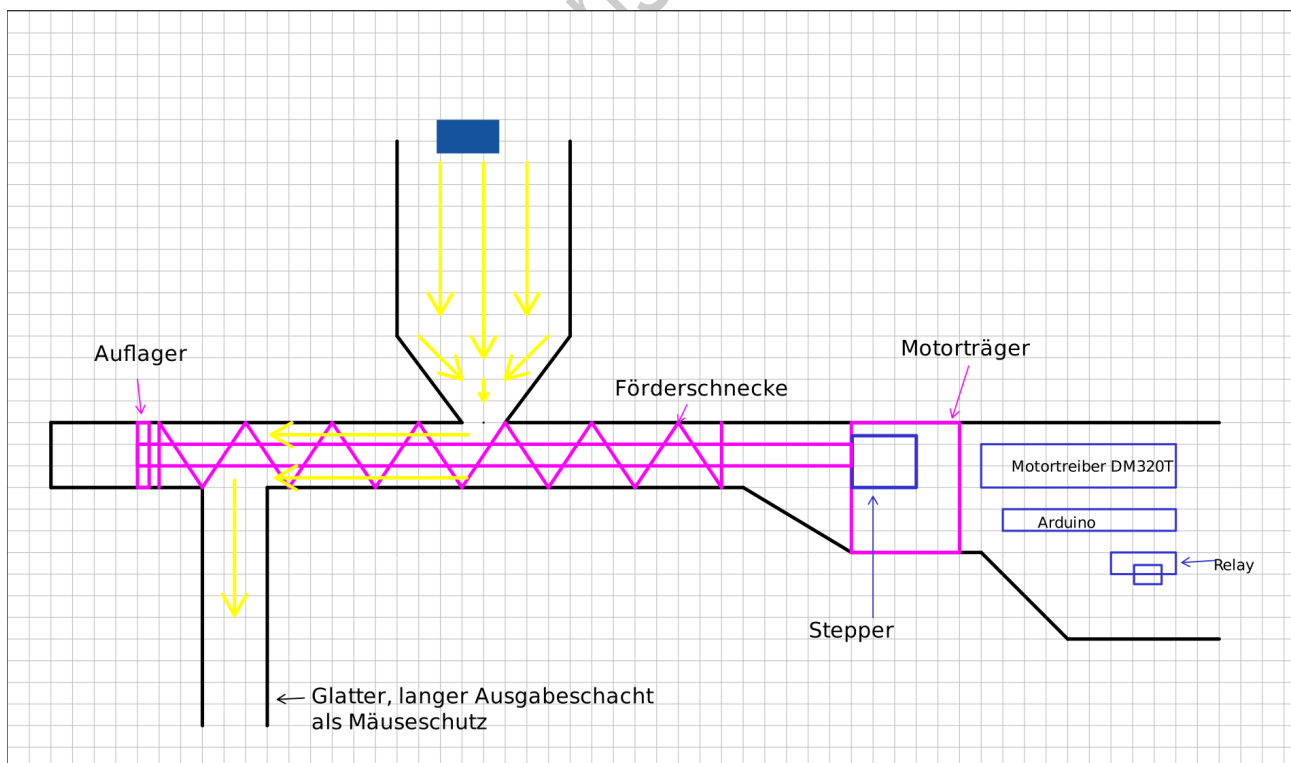 Auflager
Motorträger
Förderschnecke
Motortreiber DM320T
Arduino
Relay
Stepper
Glatter, langer Ausgabeschacht
als Mäuseschutz